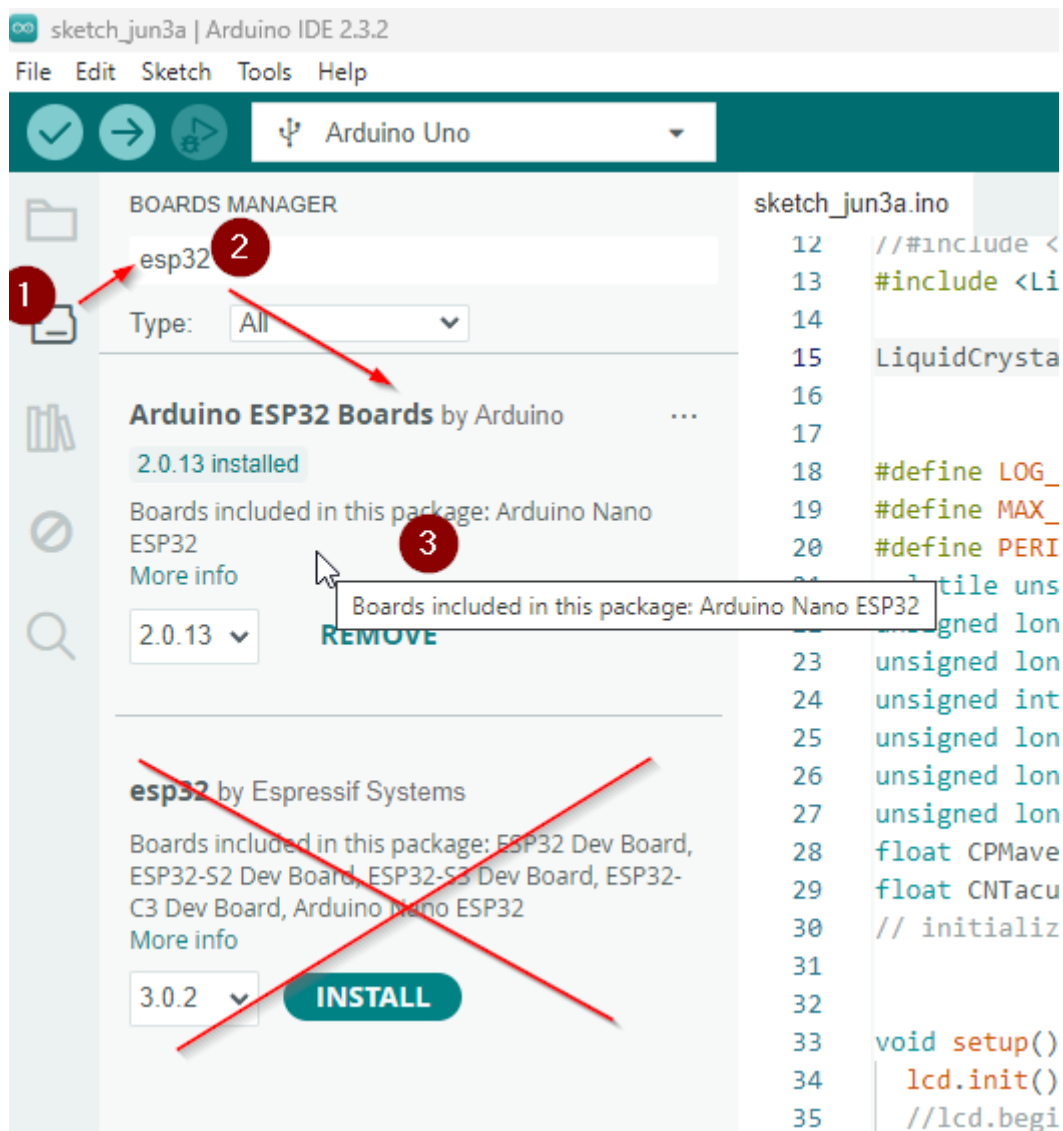 sketch_jun3a | Arduino IDE 2.3.2
File Edit Sketch Tools Help
Arduino Uno
BOARDS MANAGER
esp32
2
1
Type: All
Arduino ESP32 Boards by Arduino
2.0.13 installed
Boards included in this package: Arduino Nano
ESP32
3
More info
Boards included in this package: Arduino Nano ESP32
2.0.13
REMOVE
esp32 by Espressif Systems
Boards included in this package: ESP32 Dev Board,
ESP32-S2 Dev Board, ESP32-S3 Dev Board, ESP32-
C3 Dev Board, Arduino Nano ESP32
More info
3.0.2 INSTALL
sketch_jun3a.ino
12 //#include <
13 #include <Li
14
15 LiquidCrysta
16
17
18 #define LOG_
19 #define MAX_
20 #define PERI
tile uns
signed lon
23 unsigned lon
24 unsigned int
25 unsigned lon
26 unsigned lon
27 unsigned lon
28 float CPMave
29 float CNTacu
30 // initializ
31
32
33 void setup()
34 lcd.init()
35 //lcd.begi